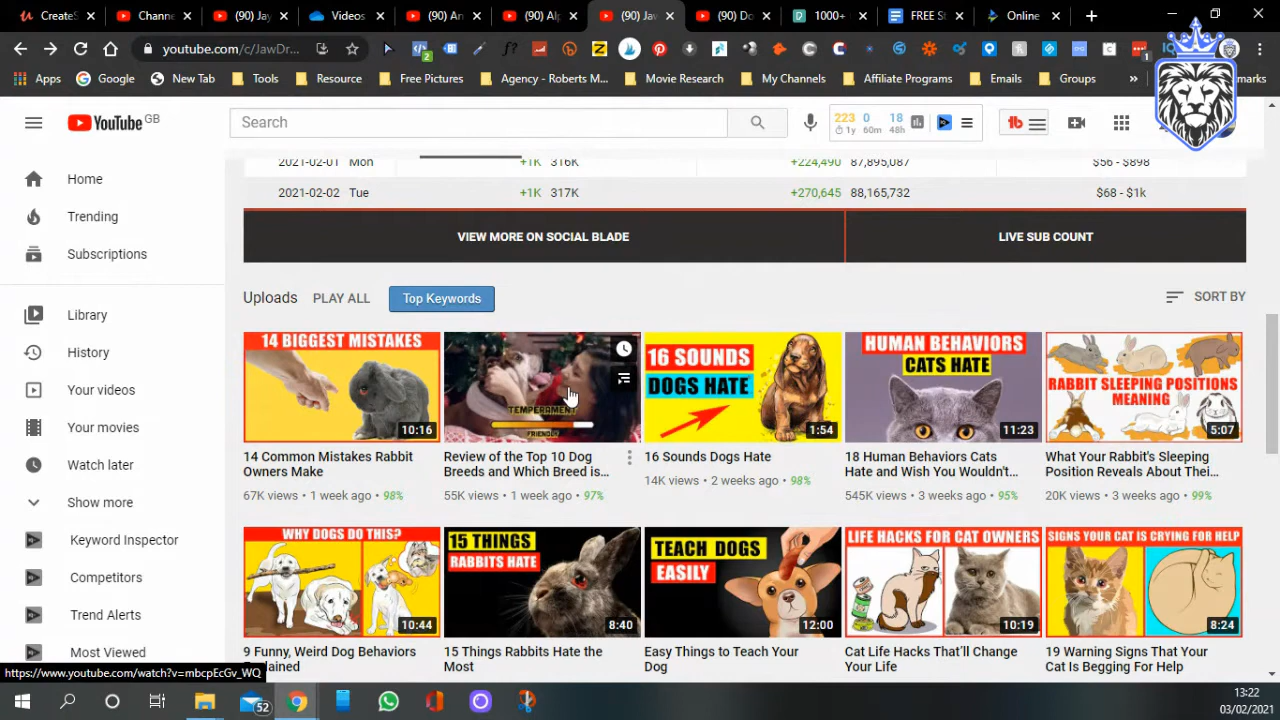 CreateS
Chann
(90) Jay
Videos
(90) An
(90) Alp
(90) Jaw
(90) Do
1000+
FREE S
Online
youtube.com/c/JawDr...
2
1
Apps
Google
New Tab
Tools
Resource
Free Pictures
Agency - Roberts M...
Movie Research
My Channels
Affiliate Programs
Emails
Groups
»
marks
YouTube GB
Search
223 0 18
1y 60m 48h
tb
2021-02-01 Mon +1K 316K +224,490 87,895,087 $56 - $898
2021-02-02 Tue +1K 317K +270,645 88,165,732 $68 - $1k
VIEW MORE ON SOCIAL BLADE
LIVE SUB COUNT
Home
Trending
Subscriptions
Library
History
Your videos
Your movies
Watch later
Show more
Keyword Inspector
Competitors
Trend Alerts
Most Viewed
Uploads PLAY ALL Top Keywords
SORT BY
14 BIGGEST MISTAKES
10:16
14 Common Mistakes Rabbit
Owners Make
67K views • 1 week ago • 98%
TEMPERAMENT
FRIENDLY
Review of the Top 10 Dog
Breeds and Which Breed is...
55K views • 1 week ago • 97%
16 SOUNDS
DOGS HATE
1:54
16 Sounds Dogs Hate
14K views • 2 weeks ago • 98%
HUMAN BEHAVIORS
CATS HATE
11:23
18 Human Behaviors Cats
Hate and Wish You Wouldn't...
545K views • 3 weeks ago • 95%
RABBIT SLEEPING POSITIONS
MEANING
5:07
What Your Rabbit's Sleeping
Position Reveals About Thei...
20K views • 3 weeks ago • 99%
WHY DOGS DO THIS?
10:44
9 Funny, Weird Dog Behaviors
Explained
15 THINGS
RABBITS HATE
8:40
15 Things Rabbits Hate the
Most
TEACH DOGS
EASILY
12:00
Easy Things to Teach Your
Dog
LIFE HACKS FOR CAT OWNERS
10:19
Cat Life Hacks That'll Change
Your Life
SIGNS YOUR CAT IS CRYING FOR HELP
8:24
19 Warning Signs That Your
Cat Is Begging For Help
https://www.youtube.com/watch?v=mbcpEcGv_WQ
52
13:22
03/02/2021